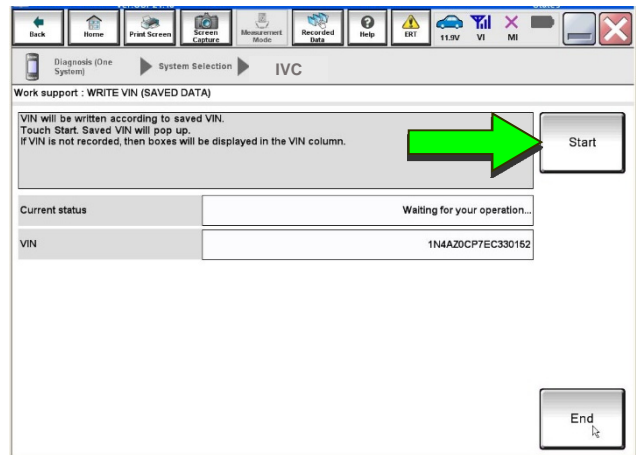 Back
Home
Print Screen
Screen
Capture
Measurement
Mode
Recorded
Data
Help
ERT
11.9V
VI
MI
Diagnosis (One
System)
System Selection
IVC
Work support : WRITE VIN (SAVED DATA)
VIN will be written according to saved VIN.
Touch Start. Saved VIN will pop up.
If VIN is not recorded, then boxes will be displayed in the VIN column.
Start
Current status
Waiting for your operation...
VIN
1N4AZ0CP7EC330152
End